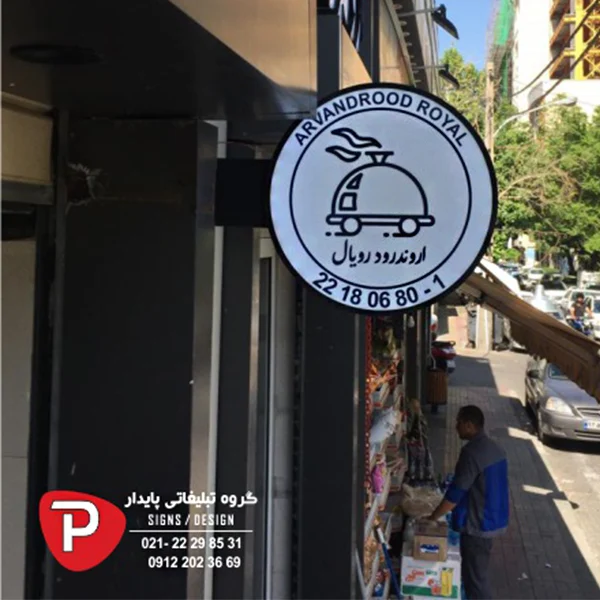 ARVANDROOD ROYAL
اروندرود رویال
22 18 06 80 - 1
گروه تبلیغاتی پایدار
SIGNS / DESIGN
021- 22 29 85 31
0912 202 36 69
P